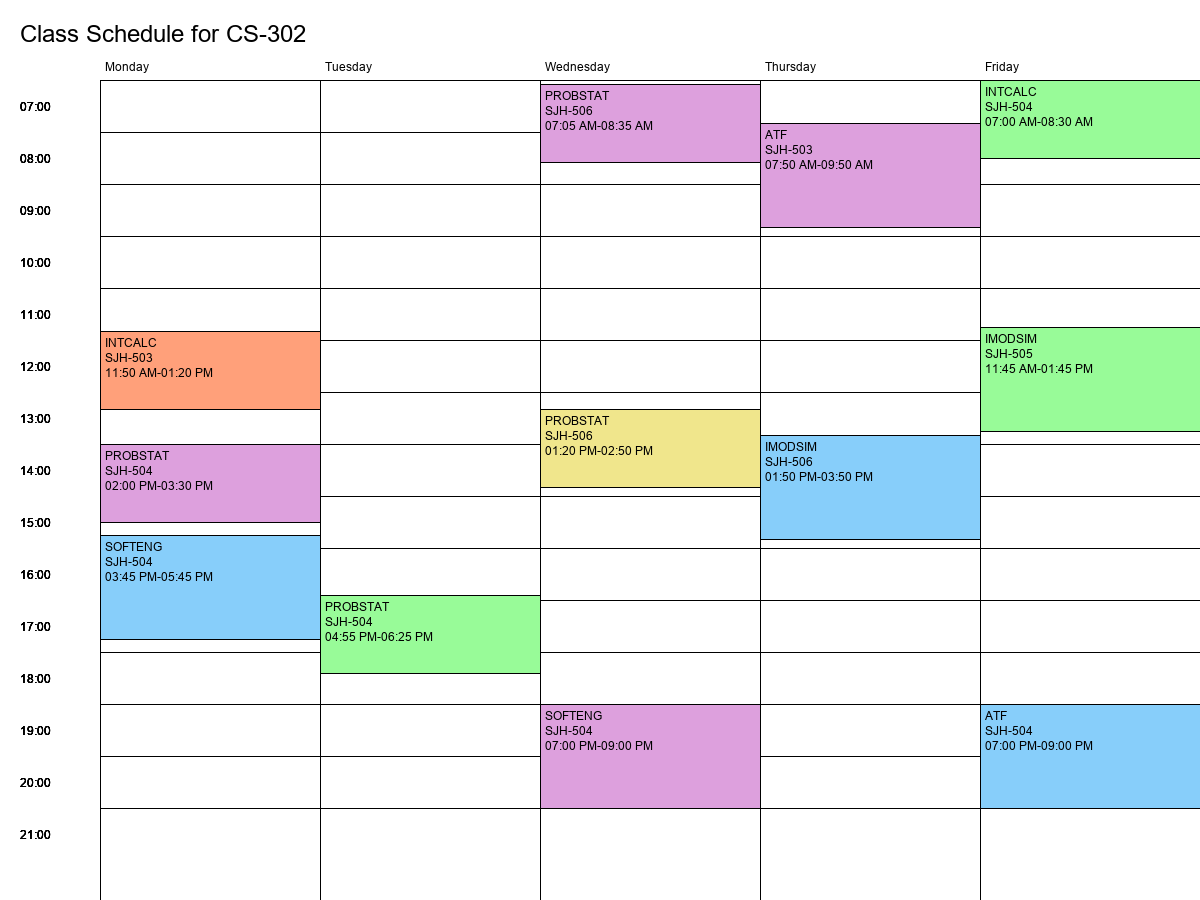 Class Schedule for CS-302
Monday
Tuesday
Wednesday
Thursday
Friday
07:00
08:00
09:00
10:00
11:00
12:00
13:00
14:00
15:00
16:00
17:00
18:00
19:00
20:00
21:00
INTCALC
SJH-503
11:50 AM-01:20 PM
PROBSTAT
SJH-504
02:00 PM-03:30 PM
SOFTENG
SJH-504
03:45 PM-05:45 PM
PROBSTAT
SJH-504
04:55 PM-06:25 PM
PROBSTAT
SJH-506
07:05 AM-08:35 AM
PROBSTAT
SJH-506
01:20 PM-02:50 PM
SOFTENG
SJH-504
07:00 PM-09:00 PM
ATF
SJH-503
07:50 AM-09:50 AM
IMODSIM
SJH-506
01:50 PM-03:50 PM
INTCALC
SJH-504
07:00 AM-08:30 AM
IMODSIM
SJH-505
11:45 AM-01:45 PM
ATF
SJH-504
07:00 PM-09:00 PM